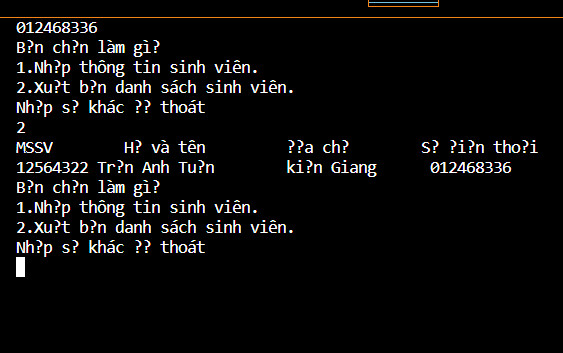 012468336
B?n ch?n làm gì?
1.Nh?p thông tin sinh viên.
2.Xu?t b?n danh sách sinh viên.
Nh?p s? khác ?? thoát
2
MSSV H? và tên ??a ch? S? ?i?n tho?i
12564322 Tr?n Anh Tu?n ki?n Giang 012468336
B?n ch?n làm gì?
1.Nh?p thông tin sinh viên.
2.Xu?t b?n danh sách sinh viên.
Nh?p s? khác ?? thoát